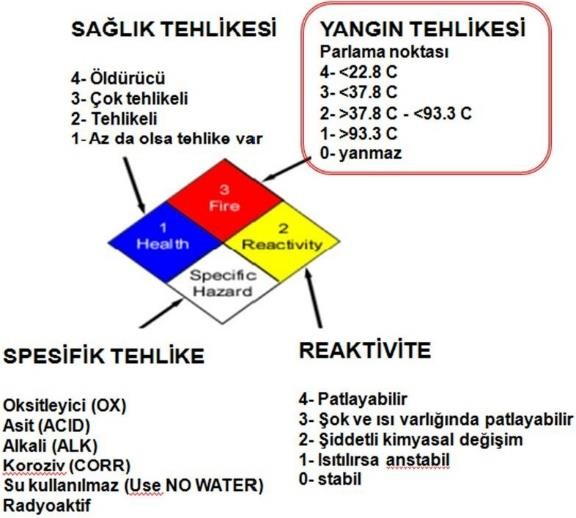 SAĞLIK TEHLİKESİ
4- Öldürücü
3- Çok tehlikeli
2- Tehlikeli
1- Az da olsa tehlike var
YANGIN TEHLİKESİ
Parlama noktası
4- <22.8 C
3- <37.8 C
2- >37.8 C - <93.3 C
1- >93.3 C
0- yanmaz
3
Fire
1
Health
2
Reactivity
Specific
Hazard
SPESİFİK TEHLİKE
Oksitleyici (OX)
Asit (ACID)
Alkali (ALK)
Koroziv (CORR)
Su kullanılmaz (Use NO WATER)
Radyoaktif
REAKTİVİTE
4- Patlayabilir
3- Şok ve ısı varlığında patlayabilir
2- Şiddetli kimyasal değişim
1- Isıtılırsa anstabil
0- stabil